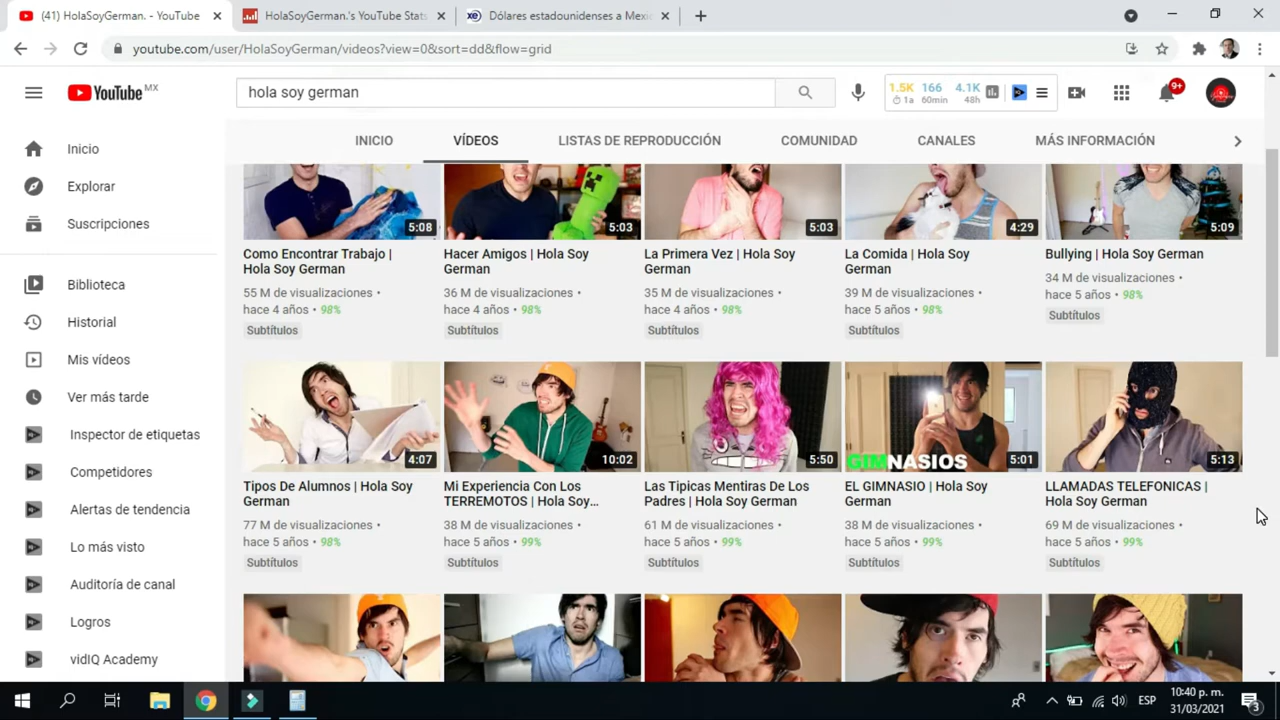 (41) HolaSoyGerman. - YouTube
HolaSoyGerman.'s YouTube Stats
Dólares estadounidenses a Mexi
youtube.com/user/HolaSoyGerman/videos?view=0&sort=dd&flow=grid
YouTube MX
hola soy german
1.5K 166 4.1K
1a 60min 48h
9+
INICIO VÍDEOS LISTAS DE REPRODUCCIÓN COMUNIDAD CANALES MÁS INFORMACIÓN
Inicio
Explorar
Suscripciones
Biblioteca
Historial
Mis vídeos
Ver más tarde
Inspector de etiquetas
Competidores
Alertas de tendencia
Lo más visto
Auditoría de canal
Logros
vidIQ Academy
5:08
Como Encontrar Trabajo |
Hola Soy German
55 M de visualizaciones •
hace 4 años • 98%
Subtítulos
5:03
Hacer Amigos | Hola Soy
German
36 M de visualizaciones •
hace 4 años • 98%
Subtítulos
5:03
La Primera Vez | Hola Soy
German
35 M de visualizaciones •
hace 4 años • 98%
Subtítulos
4:29
La Comida | Hola Soy
German
39 M de visualizaciones •
hace 5 años • 98%
Subtítulos
5:09
Bullying | Hola Soy German
34 M de visualizaciones •
hace 5 años • 98%
Subtítulos
4:07
Tipos De Alumnos | Hola Soy
German
77 M de visualizaciones •
hace 5 años • 98%
Subtítulos
10:02
Mi Experiencia Con Los
TERREMOTOS | Hola Soy...
38 M de visualizaciones •
hace 5 años • 99%
Subtítulos
5:50
Las Tipicas Mentiras De Los
Padres | Hola Soy German
61 M de visualizaciones •
hace 5 años • 99%
Subtítulos
GIMNASIOS
5:01
EL GIMNASIO | Hola Soy
German
38 M de visualizaciones •
hace 5 años • 99%
Subtítulos
5:13
LLAMADAS TELEFONICAS |
Hola Soy German
69 M de visualizaciones •
hace 5 años • 99%
Subtítulos
ESP
10:40 p. m.
31/03/2021
3